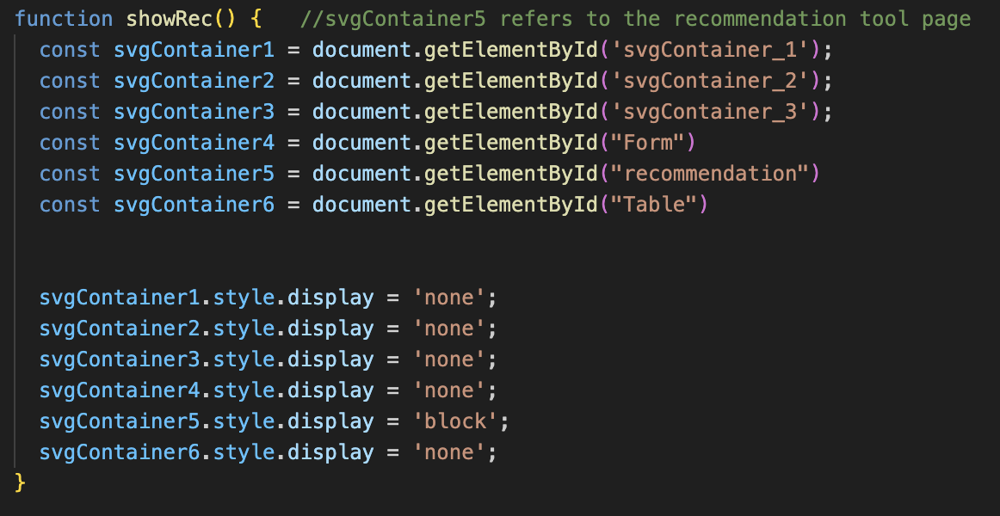 function showRec() {   //svgContainer5 refers to the recommendation tool page
  const svgContainer1 = document.getElementById('svgContainer_1');
  const svgContainer2 = document.getElementById('svgContainer_2');
  const svgContainer3 = document.getElementById('svgContainer_3');
  const svgContainer4 = document.getElementById("Form")
  const svgContainer5 = document.getElementById("recommendation")
  const svgContainer6 = document.getElementById("Table")
  svgContainer1.style.display = 'none';
  svgContainer2.style.display = 'none';
  svgContainer3.style.display = 'none';
  svgContainer4.style.display = 'none';
  svgContainer5.style.display = 'block';
  svgContainer6.style.display = 'none';
}